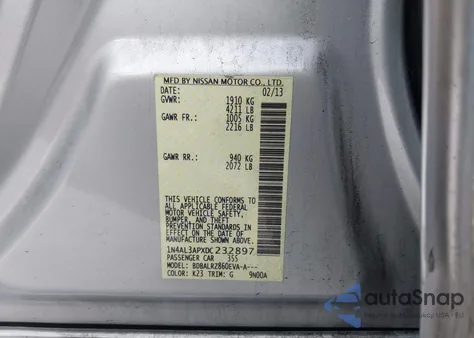 MFD BY NISSAN MOTOR CO., LTD.
DATE: 02/13
GVWR: 1910 KG
4211 LB
GAWR FR: 1005 KG
2216 LB
GAWR RR: 940 KG
2072 LB
THIS VEHICLE CONFORMS TO
ALL APPLICABLE FEDERAL
MOTOR VEHICLE SAFETY,
BUMPER, AND THEFT
PREVENTION STANDARDS IN
EFFECT ON THE DATE OF
MANUFACTURE SHOWN ABOVE.
1N4AL3APXDC232897
PASSENGER CAR 355
MODEL: BDBALRZ860EVA-A---
COLOR: K23 TRIM: G 9N00A
autaSnap